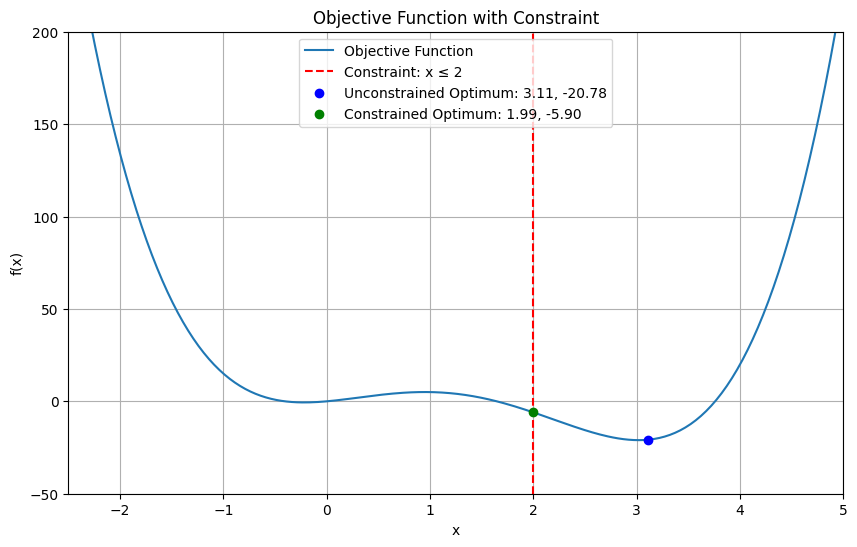 Objective Function with Constraint
Objective Function
Constraint: x ≤ 2
Unconstrained Optimum: 3.11, -20.78
Constrained Optimum: 1.99, -5.90
200
150
100
50
0
−50
f(x)
−2
−1
0
1
2
3
4
5
x